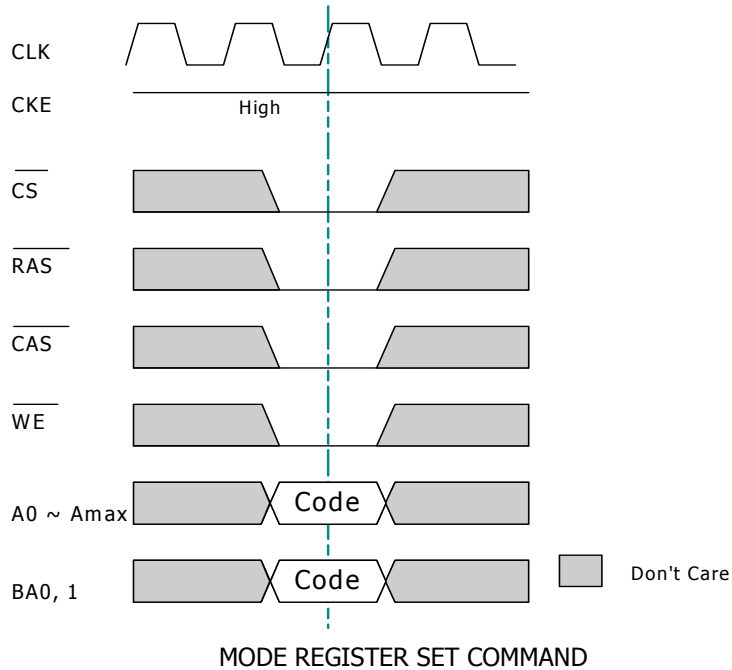 CLK
CKE
High
CS
RAS
CAS
WE
A0 ~ Amax
Code
BA0, 1
Code
Don't Care
MODE REGISTER SET COMMAND